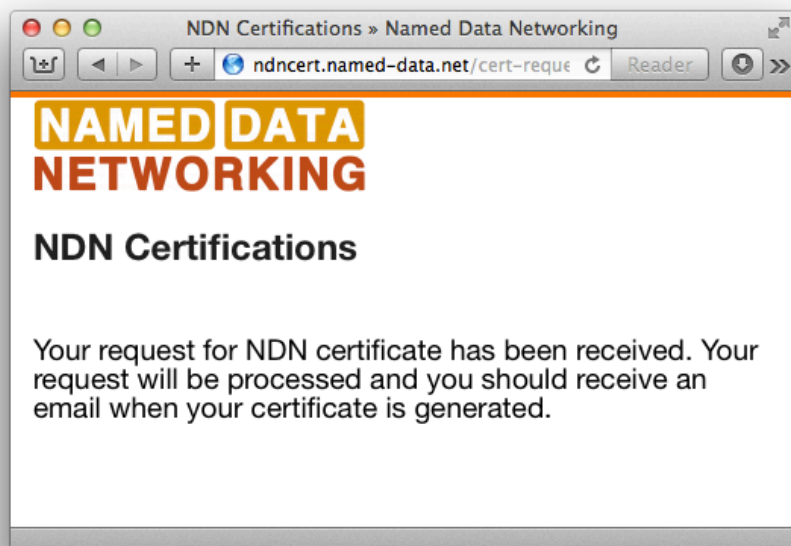 NDN Certifications » Named Data Networking
ndncert.named-data.net/cert-reque
Reader
NAMED DATA
NETWORKING
NDN Certifications
Your request for NDN certificate has been received. Your
request will be processed and you should receive an
email when your certificate is generated.